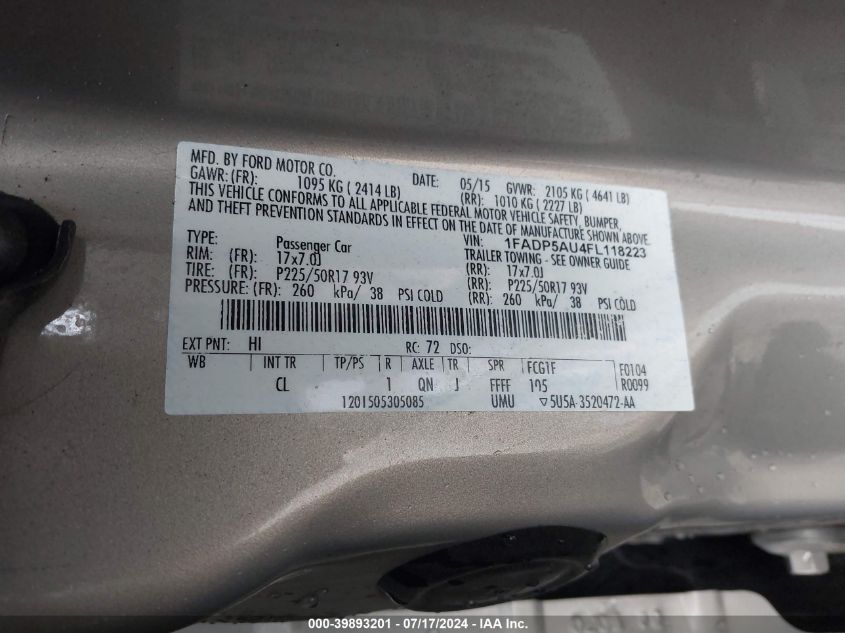 MFD. BY FORD MOTOR CO. DATE: 05/15 GVWR: 2105 KG ( 4641 LB)
GAWR: (FR): 1095 KG ( 2414 LB) (RR): 1010 KG ( 2227 LB)
THIS VEHICLE CONFORMS TO ALL APPLICABLE FEDERAL MOTOR VEHICLE SAFETY, BUMPER,
AND THEFT PREVENTION STANDARDS IN EFFECT ON THE DATE OF MANUFACTURE SHOWN ABOVE.
VIN: 1FADP5AU4FL118223
TYPE: Passenger Car TRAILER TOWING - SEE OWNER GUIDE
RIM: (FR): 17x7.0J (RR): 17x7.0J
TIRE: (FR): P225/50R17 93V (RR): P225/50R17 93V
PRESSURE: (FR): 260 kPa/ 38 PSI COLD (RR): 260 kPa/ 38 PSI COLD
EXT PNT: HI RC: 72 DSO:
WB INT TR TP/PS R AXLE TR SPR FCG1F F0104
CL 1 QN J FFFF 195 R0099
1201505305085 UMU ▽5U5A-3520472-AA
000-39893201 - 07/17/2024 - IL - US